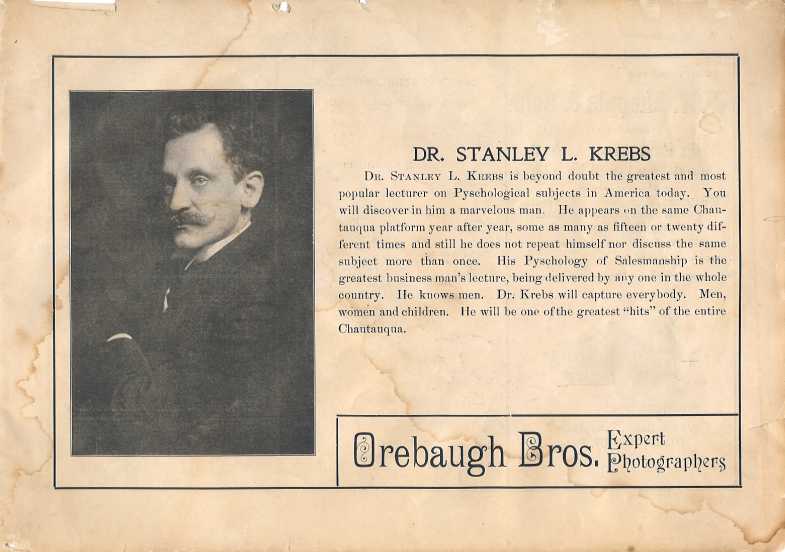 DR. STANLEY L. KREBS
Dr. Stanley L. Krebs is beyond doubt the greatest and most
popular lecturer on Pyschological subjects in America today. You
will discover in him a marvelous man. He appears on the same Chau-
tauqua platform year after year, some as many as fifteen or twenty dif-
ferent times and still he does not repeat himself nor discuss the same
subject more than once. His Pyschology of Salesmanship is the
greatest business man's lecture, being delivered by any one in the whole
country. He knows men. Dr. Krebs will capture everybody. Men,
women and children. He will be one of the greatest "hits" of the entire
Chautauqua.
Orebaugh Bros. Expert
Photographers